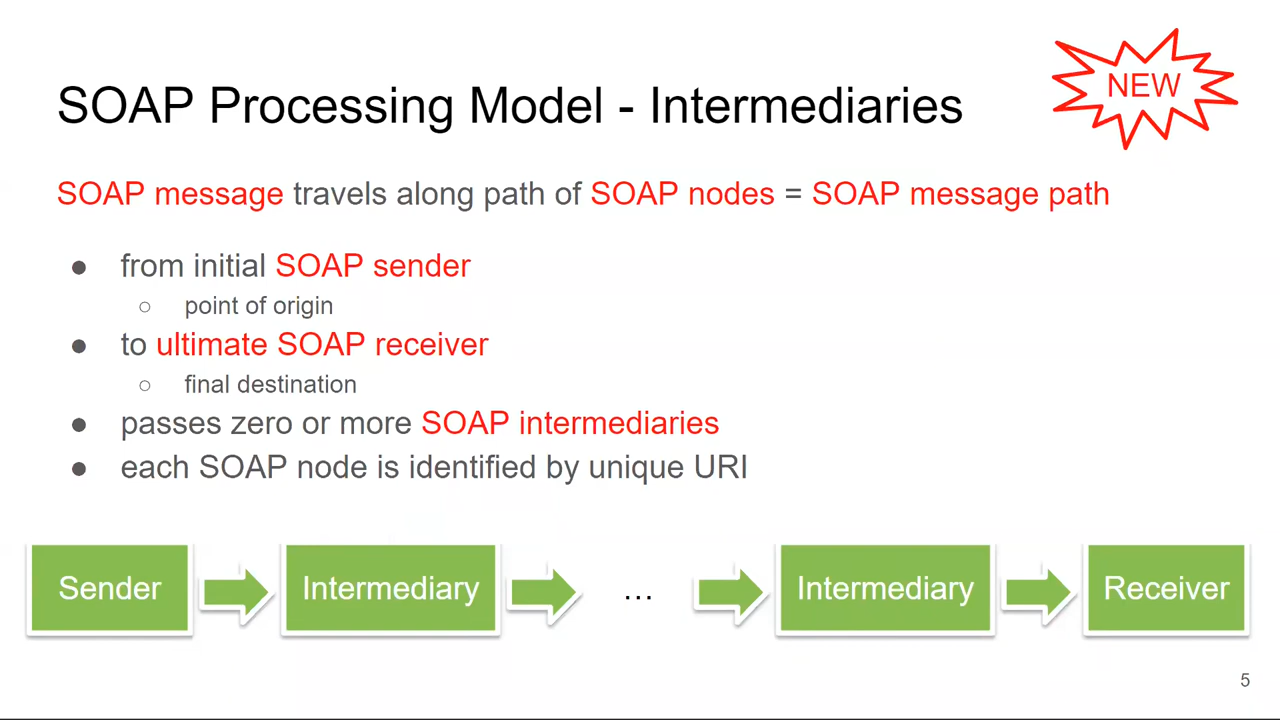 NEW
SOAP Processing Model - Intermediaries
SOAP message travels along path of SOAP nodes = SOAP message path
● from initial SOAP sender
○ point of origin
● to ultimate SOAP receiver
○ final destination
● passes zero or more SOAP intermediaries
● each SOAP node is identified by unique URI
Sender Intermediary ... Intermediary Receiver
5